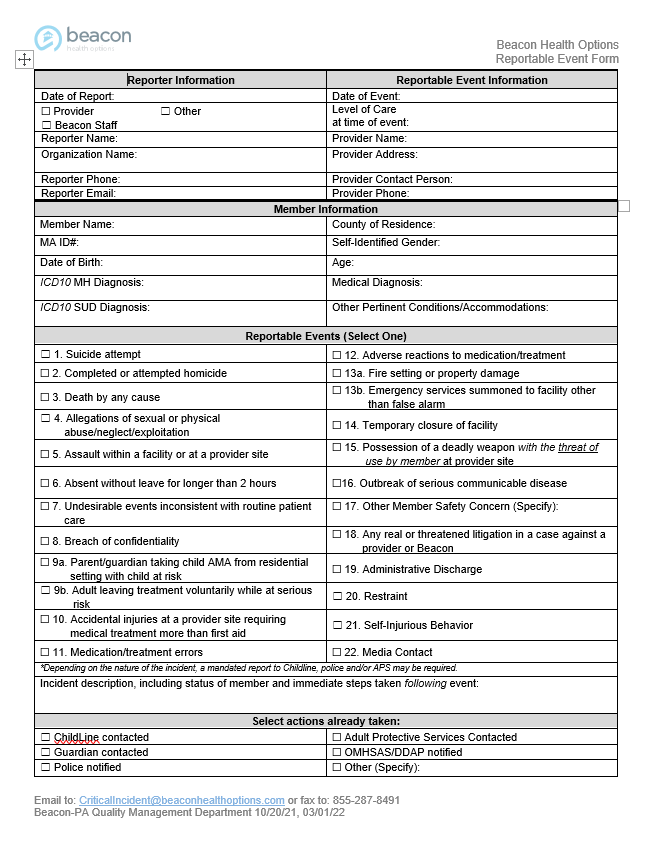 beacon
health options
Beacon Health Options
Reportable Event Form
Reporter Information
Reportable Event Information
Date of Report:
Date of Event:
☐ Provider ☐ Other
☐ Beacon Staff
Level of Care
at time of event:
Reporter Name:
Provider Name:
Organization Name:
Provider Address:
Reporter Phone:
Provider Contact Person:
Reporter Email:
Provider Phone:
Member Information
Member Name:
County of Residence:
MA ID#:
Self-Identified Gender:
Date of Birth:
Age:
ICD10 MH Diagnosis:
Medical Diagnosis:
ICD10 SUD Diagnosis:
Other Pertinent Conditions/Accommodations:
Reportable Events (Select One)
☐ 1. Suicide attempt
☐ 12. Adverse reactions to medication/treatment
☐ 2. Completed or attempted homicide
☐ 13a. Fire setting or property damage
☐ 3. Death by any cause
☐ 13b. Emergency services summoned to facility other
than false alarm
☐ 4. Allegations of sexual or physical
abuse/neglect/exploitation
☐ 14. Temporary closure of facility
☐ 5. Assault within a facility or at a provider site
☐ 15. Possession of a deadly weapon with the threat of
use by member at provider site
☐ 6. Absent without leave for longer than 2 hours
☐16. Outbreak of serious communicable disease
☐ 7. Undesirable events inconsistent with routine patient
care
☐ 17. Other Member Safety Concern (Specify):
☐ 8. Breach of confidentiality
☐ 18. Any real or threatened litigation in a case against a
provider or Beacon
☐ 9a. Parent/guardian taking child AMA from residential
setting with child at risk
☐ 19. Administrative Discharge
☐ 9b. Adult leaving treatment voluntarily while at serious
risk
☐ 20. Restraint
☐ 10. Accidental injuries at a provider site requiring
medical treatment more than first aid
☐ 21. Self-Injurious Behavior
☐ 11. Medication/treatment errors
☐ 22. Media Contact
*Depending on the nature of the incident, a mandated report to Childline, police and/or APS may be required.
Incident description, including status of member and immediate steps taken following event:
Select actions already taken:
☐ ChildLine contacted
☐ Adult Protective Services Contacted
☐ Guardian contacted
☐ OMHSAS/DDAP notified
☐ Police notified
☐ Other (Specify):
Email to: CriticalIncident@beaconhealthoptions.com or fax to: 855-287-8491
Beacon-PA Quality Management Department 10/20/21, 03/01/22